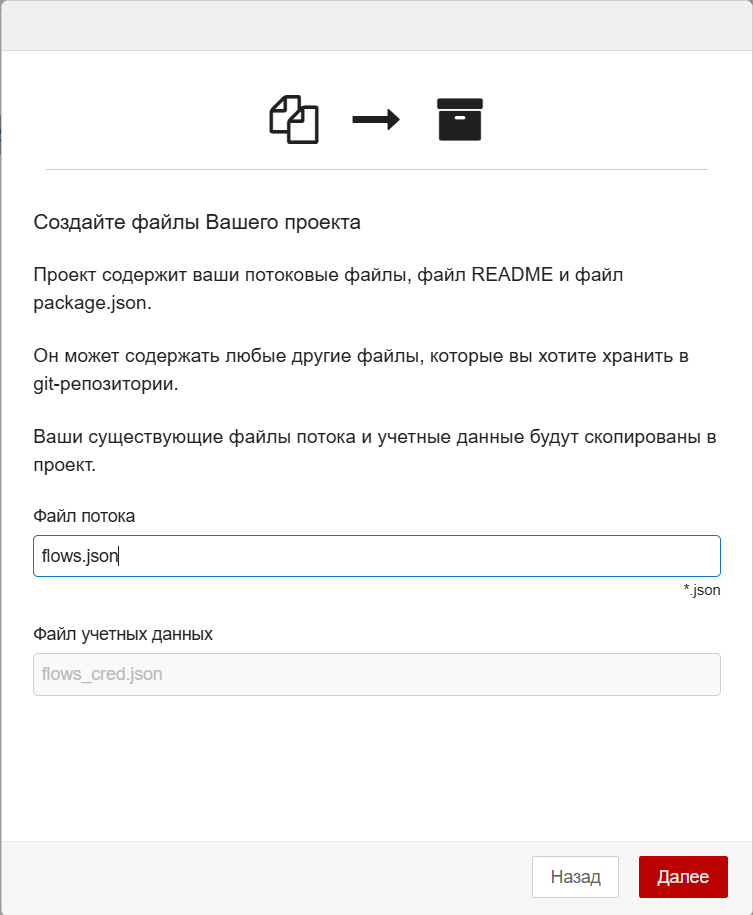 Создайте файлы Вашего проекта
Проект содержит ваши потоковые файлы, файл README и файл
package.json.
Он может содержать любые другие файлы, которые вы хотите хранить в
git-репозитории.
Ваши существующие файлы потока и учетные данные будут скопированы в
проект.
Файл потока
flows.json
*.json
Файл учетных данных
flows_cred.json
Назад
Далее